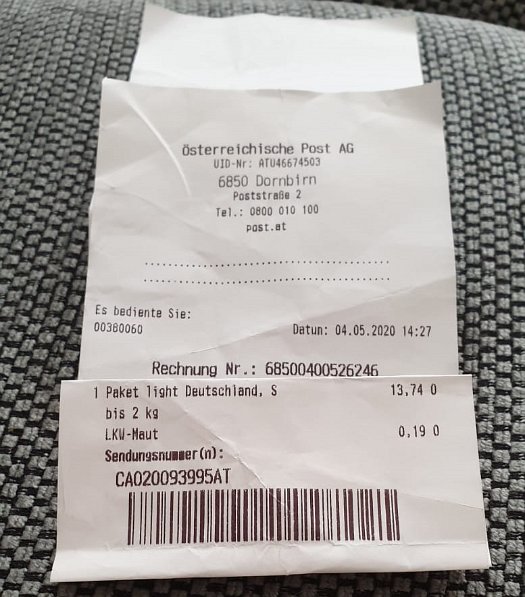 Österreichische Post AG
UID-Nr: ATU46674503
6850 Dornbirn
Poststraße 2
Tel.: 0800 010 100
post.at
Es bediente Sie:
00380060 Datum: 04.05.2020 14:27
Rechnung Nr.: 68500400526246
1 Paket light Deutschland, S 13,74 0
bis 2 kg
LKW-Maut 0,19 0
Sendungsnummer(n):
CA020093995AT